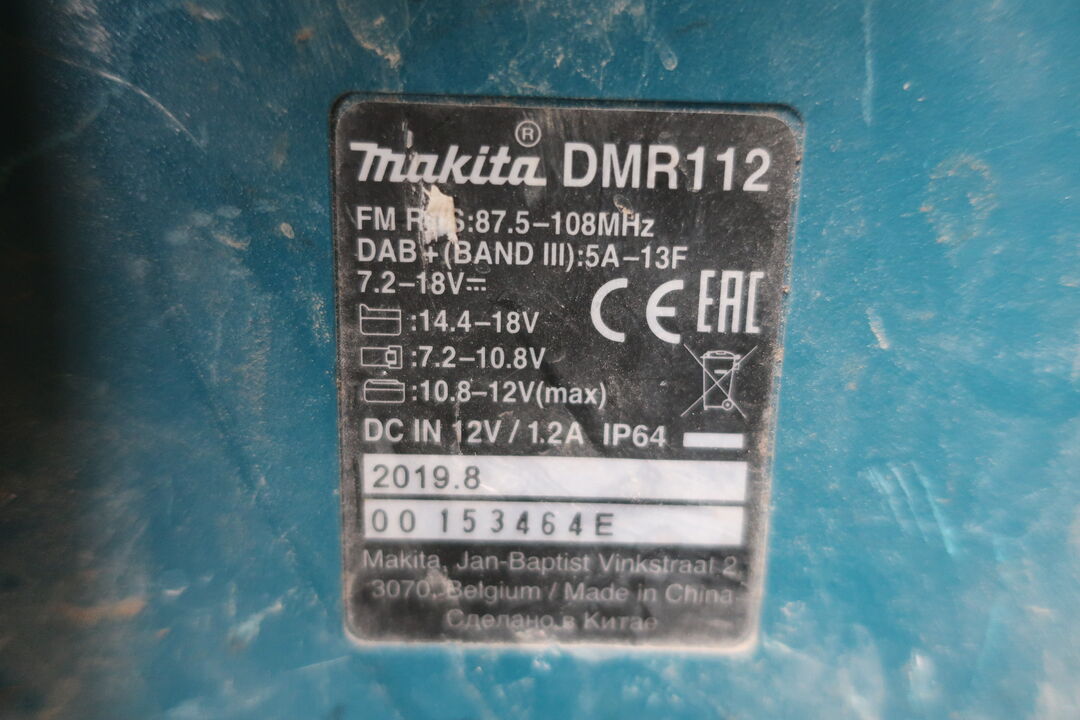 makita® DMR112
FM :87.5–108MHz
DAB+(BAND III):5A–13F
7.2–18V⎓
:14.4–18V
:7.2–10.8V
:10.8–12V(max)
CE EAC
DC IN 12V / 1.2A IP64
2019.8
00 153464E
Makita, Jan-Baptist Vinkstraat 2
3070, Belgium / Made in China
Сделано в Китае